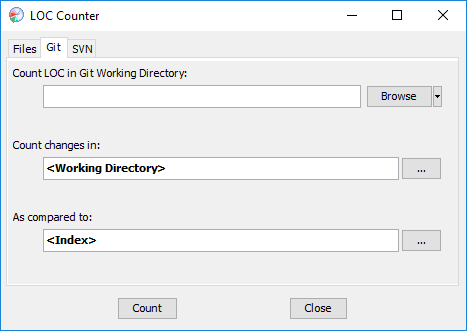 LOC Counter
Files Git SVN
Count LOC in Git Working Directory:
Browse
Count changes in:
<Working Directory>
...
As compared to:
<Index>
...
Count Close